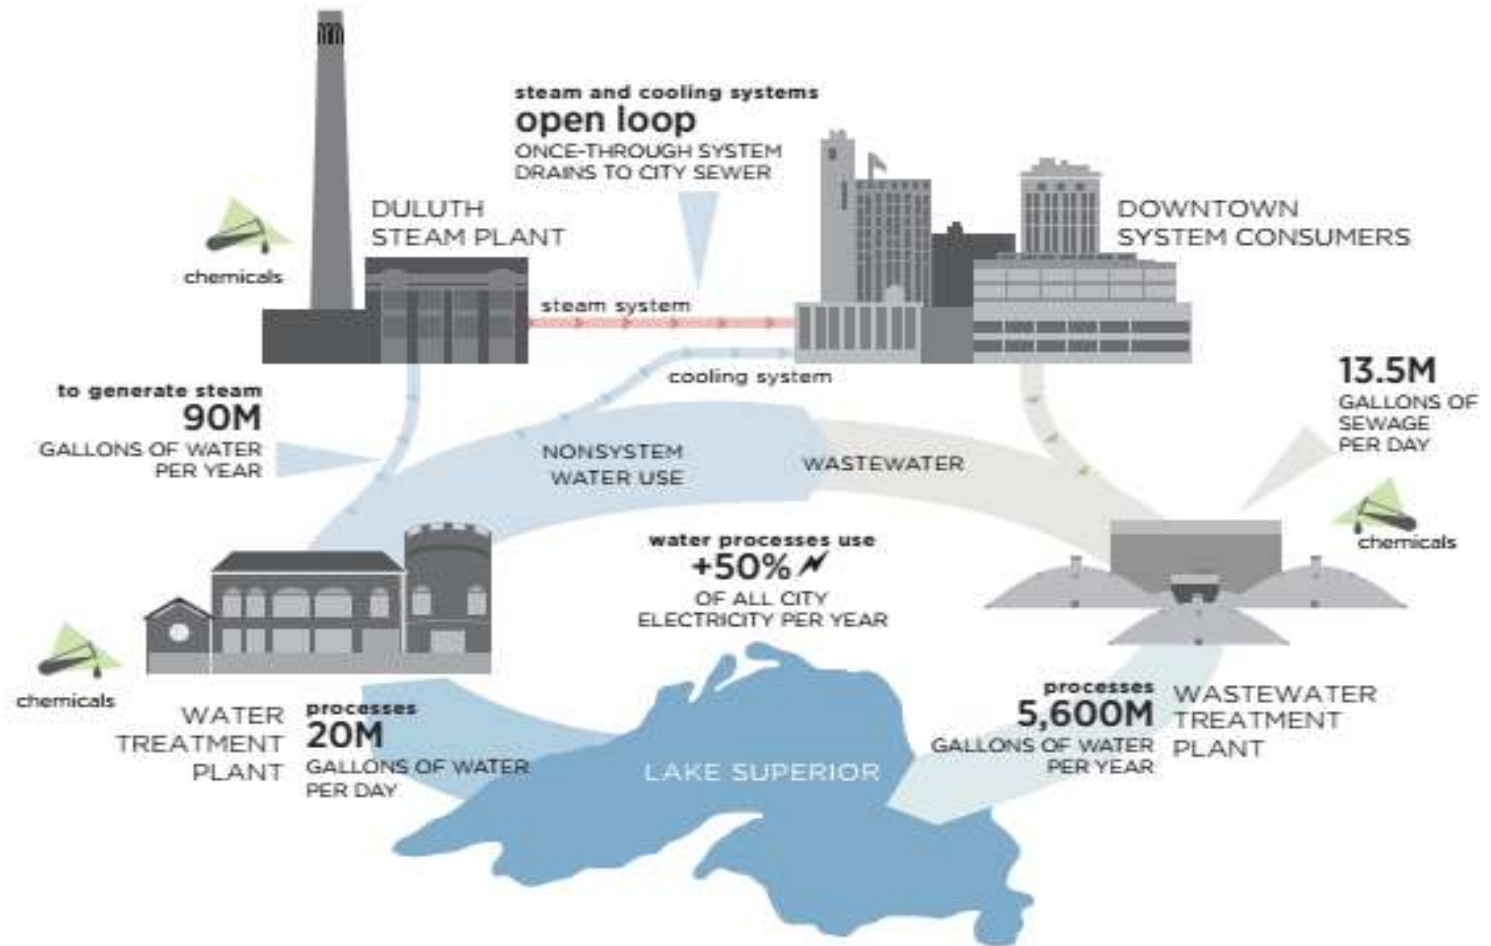 steam and cooling systems
open loop
ONCE-THROUGH SYSTEM
DRAINS TO CITY SEWER
DULUTH
STEAM PLANT
chemicals
DOWNTOWN
SYSTEM CONSUMERS
steam system
cooling system
to generate steam
90M
GALLONS OF WATER
PER YEAR
13.5M
GALLONS OF
SEWAGE
PER DAY
NONSYSTEM
WATER USE
WASTEWATER
chemicals
water processes use
+50%
OF ALL CITY
ELECTRICITY PER YEAR
chemicals
WATER
TREATMENT
PLANT
processes
20M
GALLONS OF WATER
PER DAY
LAKE SUPERIOR
processes
5,600M
GALLONS OF WATER
PER YEAR
WASTEWATER
TREATMENT
PLANT